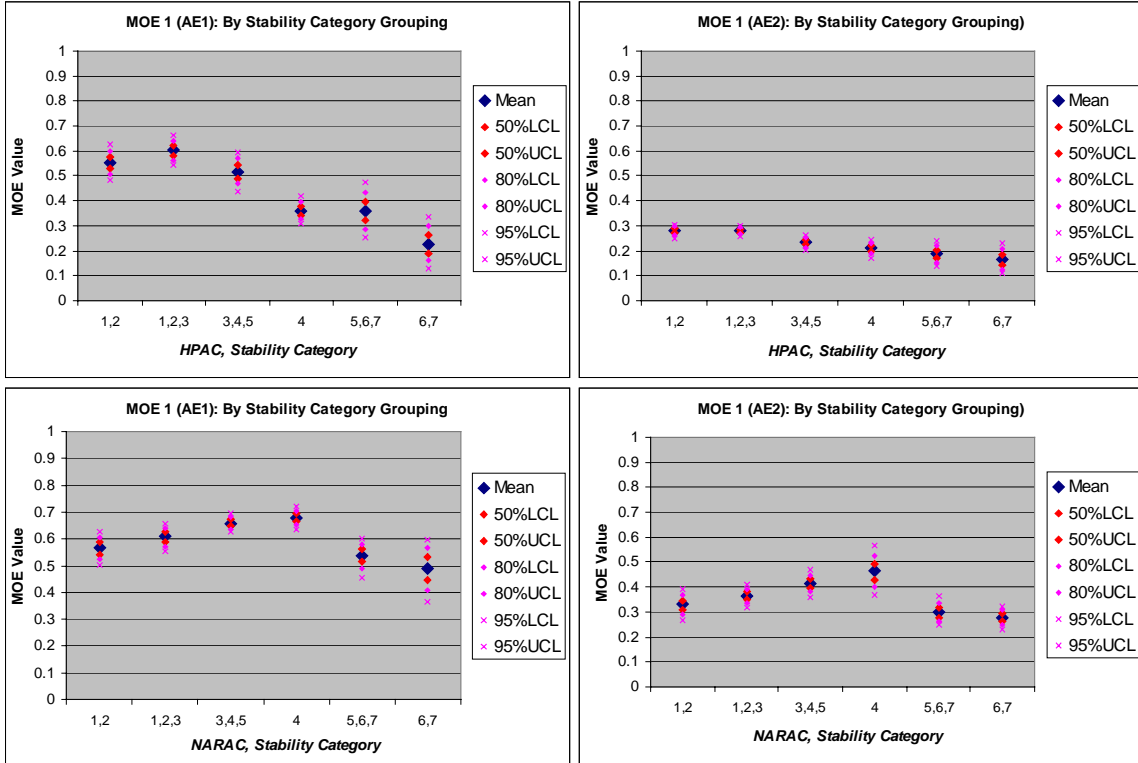 MOE 1 (AE1): By Stability Category Grouping
MOE Value
1
0.9
0.8
0.7
0.6
0.5
0.4
0.3
0.2
0.1
0
1,2 1,2,3 3,4,5 4 5,6,7 6,7
HPAC, Stability Category
Mean
50%LCL
50%UCL
80%LCL
80%UCL
95%LCL
95%UCL
MOE 1 (AE2): By Stability Category Grouping)
MOE Value
1
0.9
0.8
0.7
0.6
0.5
0.4
0.3
0.2
0.1
0
1,2 1,2,3 3,4,5 4 5,6,7 6,7
HPAC, Stability Category
Mean
50%LCL
50%UCL
80%LCL
80%UCL
95%LCL
95%UCL
MOE 1 (AE1): By Stability Category Grouping
MOE Value
1
0.9
0.8
0.7
0.6
0.5
0.4
0.3
0.2
0.1
0
1,2 1,2,3 3,4,5 4 5,6,7 6,7
NARAC, Stability Category
Mean
50%LCL
50%UCL
80%LCL
80%UCL
95%LCL
95%UCL
MOE 1 (AE2): By Stability Category Grouping)
MOE Value
1
0.9
0.8
0.7
0.6
0.5
0.4
0.3
0.2
0.1
0
1,2 1,2,3 3,4,5 4 5,6,7 6,7
NARAC, Stability Category
Mean
50%LCL
50%UCL
80%LCL
80%UCL
95%LCL
95%UCL